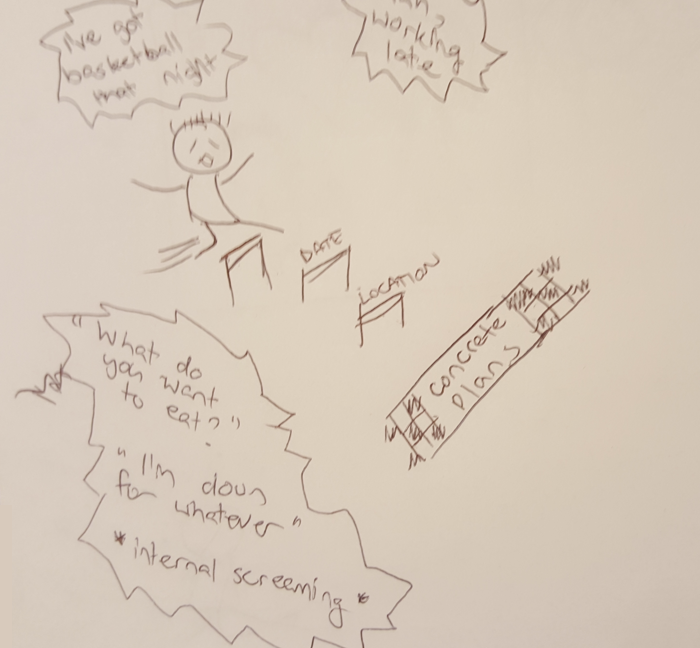 I've got
basketball
that night
working
late
DATE
LOCATION
concrete
plans
"What do
you want
to eat?"
"I'm down
for whatever"
*internal screaming*